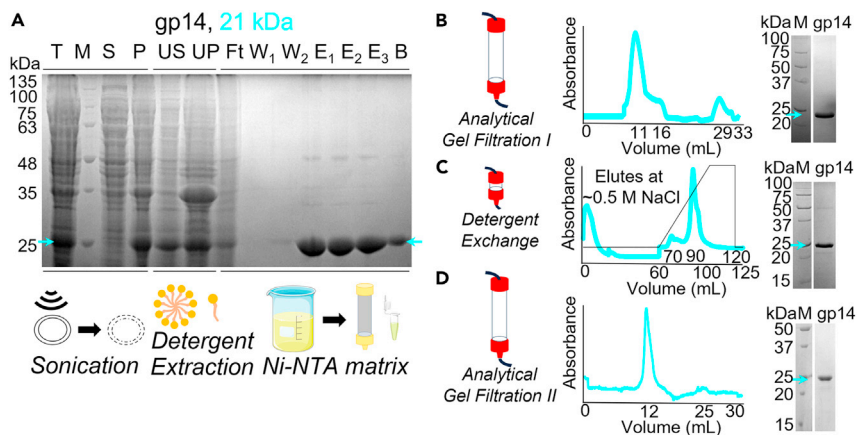 A
gp14, 21 kDa
T M S P US UP Ft W1 W2 E1 E2 E3 B
kDa
135
100
75
63
48
35
25
Sonication
Detergent
Extraction
Ni-NTA matrix
B
Analytical
Gel Filtration I
Absorbance
0 11 16 29 33
Volume (mL)
kDa M gp14
100
75
50
37
25
20
15
C
Detergent
Exchange
Absorbance
Elutes at
~0.5 M NaCl
70 90 120
0 60 100 125
Volume (mL)
kDa M gp14
100
75
50
37
25
20
15
D
Analytical
Gel Filtration II
Absorbance
0 12 25 30
Volume (mL)
kDa M gp14
50
37
25
20
15